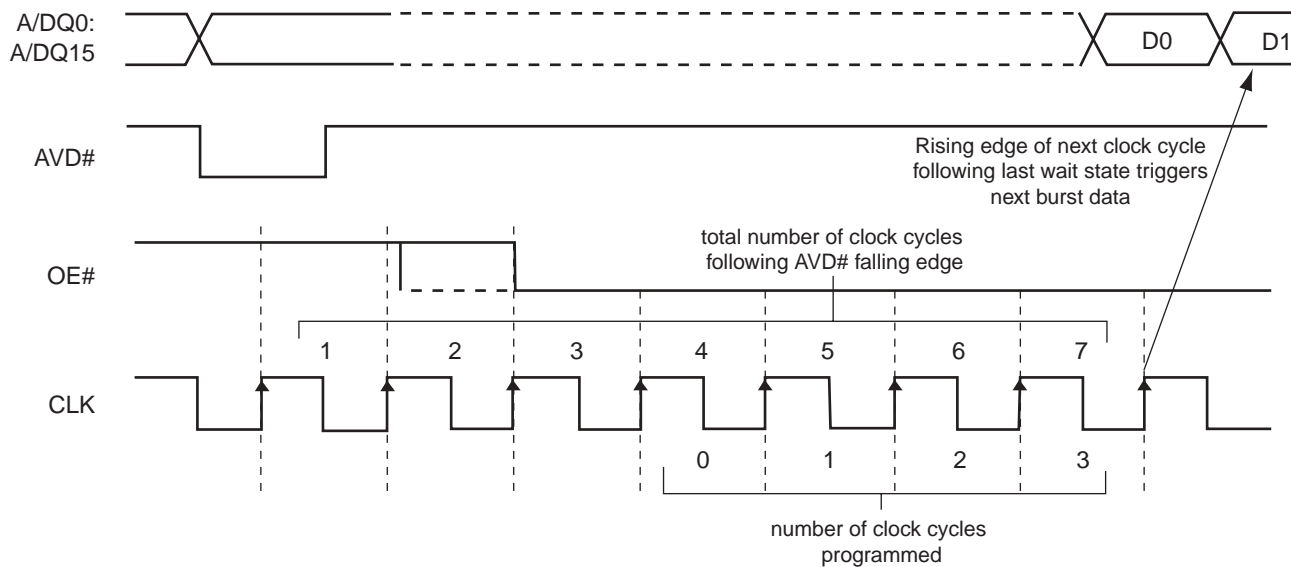 A/DQ0:
A/DQ15
D0
D1
AVD#
Rising edge of next clock cycle
following last wait state triggers
next burst data
OE#
total number of clock cycles
following AVD# falling edge
1 2 3 4 5 6 7
CLK
0 1 2 3
number of clock cycles
programmed